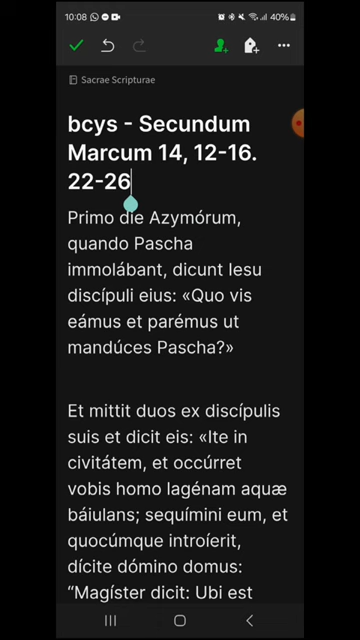 10:08
40%
Sacrae Scripturae
bcys - Secundum
Marcum 14, 12-16.
22-26
Primo die Azymórum,
quando Pascha
immolábant, dicunt Iesu
discípuli eius: «Quo vis
eámus et parémus ut
mandúces Pascha?»
Et mittit duos ex discípulis
suis et dicit eis: «Ite in
civitátem, et occúrret
vobis homo lagénam aquæ
báiulans; sequímini eum, et
quocúmque introíerit,
dícite dómino domus:
“Magíster dicit: Ubi est